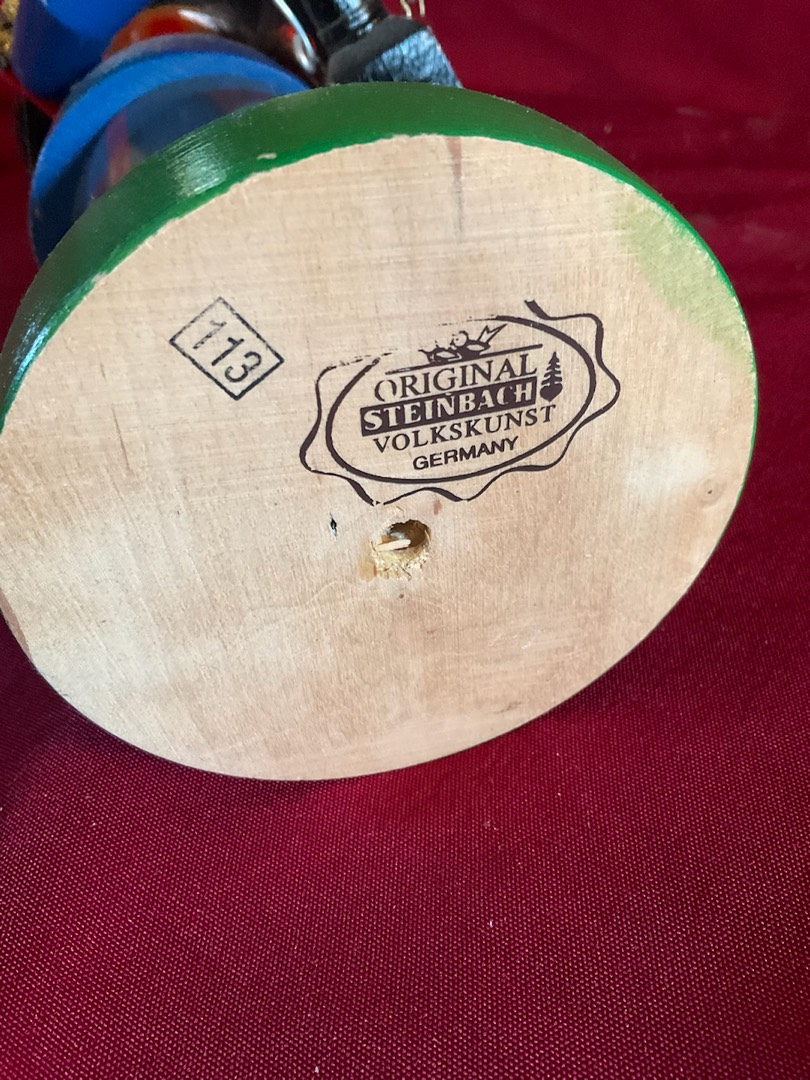 113
ORIGINAL
STEINBACH
VOLKSKUNST
GERMANY